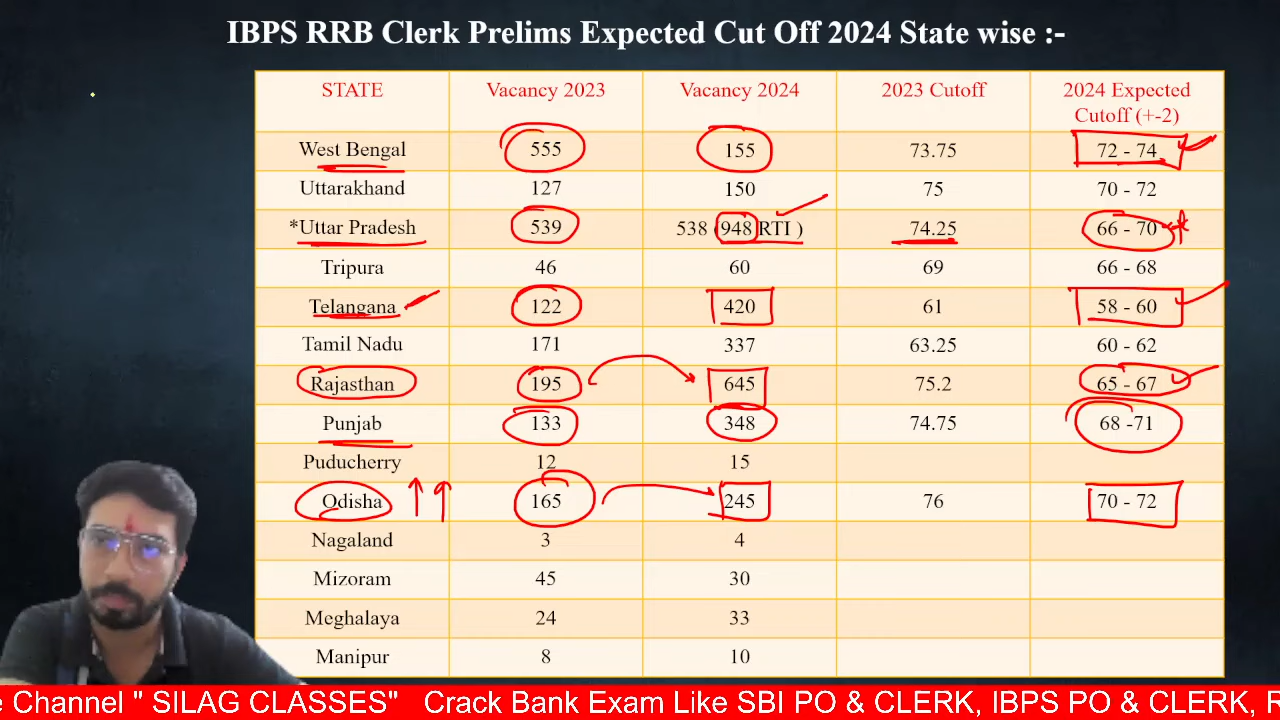 IBPS RRB Clerk Prelims Expected Cut Off 2024 State wise :-
STATE Vacancy 2023 Vacancy 2024 2023 Cutoff 2024 Expected
Cutoff (+-2)
West Bengal 555 155 73.75 72 - 74
Uttarakhand 127 150 75 70 - 72
*Uttar Pradesh 539 538 (948 RTI ) 74.25 66 - 70
Tripura 46 60 69 66 - 68
Telangana 122 420 61 58 - 60
Tamil Nadu 171 337 63.25 60 - 62
Rajasthan 195 645 75.2 65 - 67
Punjab 133 348 74.75 68 -71
Puducherry 12 15
Odisha 165 245 76 70 - 72
Nagaland 3 4
Mizoram 45 30
Meghalaya 24 33
Manipur 8 10
e Channel " SILAG CLASSES" Crack Bank Exam Like SBI PO & CLERK, IBPS PO & CLERK, R